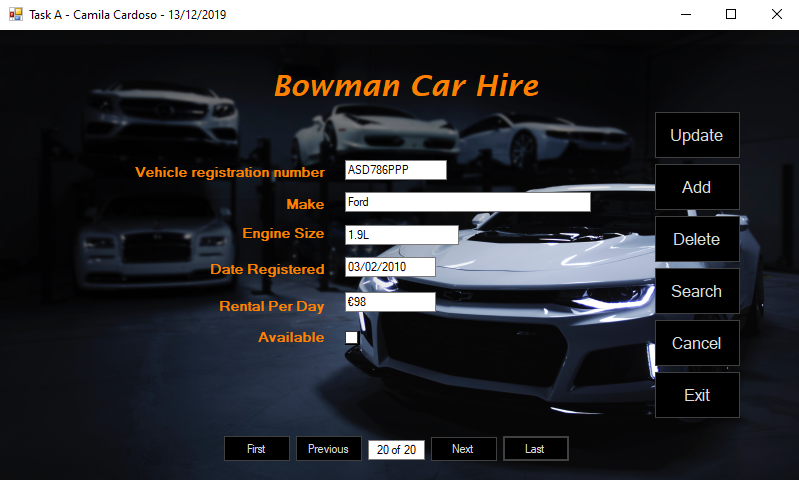 Task A - Camila Cardoso - 13/12/2019
Bowman Car Hire
Vehicle registration number ASD786PPP
Make Ford
Engine Size 1.9L
Date Registered 03/02/2010
Rental Per Day €98
Available
Update
Add
Delete
Search
Cancel
Exit
First Previous 20 of 20 Next Last